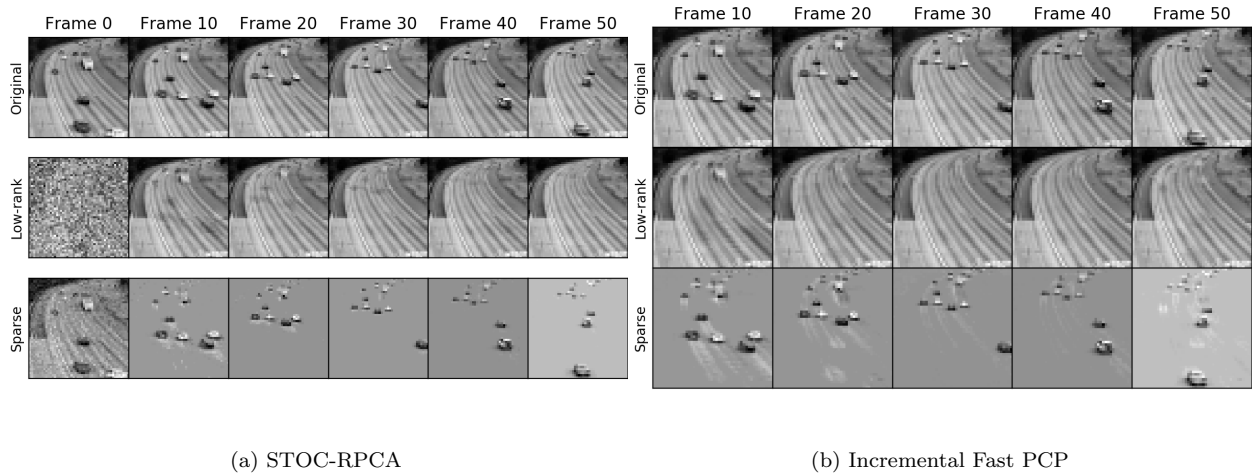 Frame 0 Frame 10 Frame 20 Frame 30 Frame 40 Frame 50
Original
Low-rank
Sparse
(a) STOC-RPCA
Frame 10 Frame 20 Frame 30 Frame 40 Frame 50
Original
Low-rank
Sparse
(b) Incremental Fast PCP